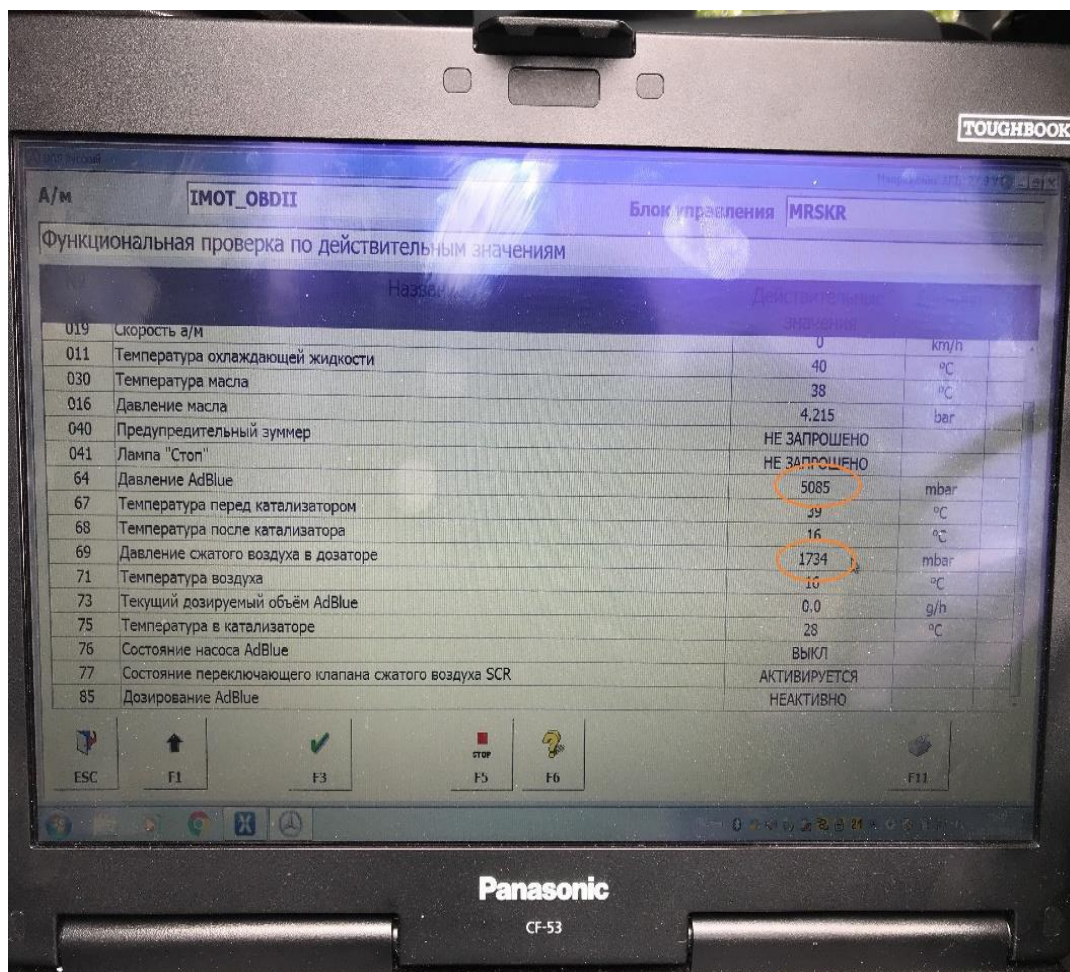 TOUGHBOOK
А/м IMOT_OBDII Блок управления MRSKR
Функциональная проверка по действительным значениям
Действительные
значения
019 Скорость а/м 0 km/h
011 Температура охлаждающей жидкости 40 °C
030 Температура масла 38 °C
016 Давление масла 4.215 bar
040 Предупредительный зуммер НЕ ЗАПРОШЕНО
041 Лампа "Стоп" НЕ ЗАПРОШЕНО
64 Давление AdBlue 5085 mbar
67 Температура перед катализатором 39 °C
68 Температура после катализатора 16 °C
69 Давление сжатого воздуха в дозаторе 1734 mbar
71 Температура воздуха 16 °C
73 Текущий дозируемый объём AdBlue 0.0 g/h
75 Температура в катализаторе 28 °C
76 Состояние насоса AdBlue ВЫКЛ
77 Состояние переключающего клапана сжатого воздуха SCR АКТИВИРУЕТСЯ
85 Дозирование AdBlue НЕАКТИВНО
STOP
ESC F1 F3 F5 F6 F11
Panasonic
CF-53